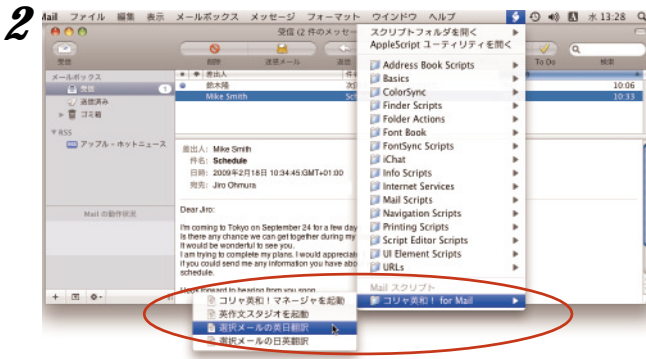 2
Mail ファイル 編集 表示 メールボックス メッセージ フォーマット ウインドウ ヘルプ 水 13:28
受信 (2 件のメッセー
受信 削除 迷惑メール 返信 To Do 検索
スクリプトフォルダを開く
AppleScript ユーティリティを開く
Address Book Scripts
Basics
ColorSync
Finder Scripts
Folder Actions
Font Book
FontSync Scripts
iChat
Info Scripts
Internet Services
Mail Scripts
Navigation Scripts
Printing Scripts
Script Editor Scripts
UI Element Scripts
URLs
Mail スクリプト
コリャ英和！for Mail
メールボックス
受信 1
送信済み
ゴミ箱
RSS
アップル - ホットニュース
Mail の動作状況
差出人 件
鈴木隆 次 10:06
Mike Smith Sch 10:33
差出人: Mike Smith
件名: Schedule
日時: 2009年2月18日 10:34:45:GMT+01:00
宛先: Jiro Ohmura
Dear Jiro:
I'm coming to Tokyo on September 24 for a few day
Is there any chance we can get together during my
It would be wonderful to see you.
I am trying to complete my plans. I would appreciat
if you could send me any information you have abo
schedule.
I look forward to hearing from you soon
コリャ英和！マネージャを起動
英作文スタジオを起動
選択メールの英日翻訳
選択メールの日英翻訳